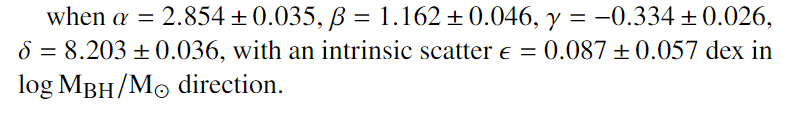 when α = 2.854 ± 0.035, β = 1.162 ± 0.046, γ = −0.334 ± 0.026,
δ = 8.203 ± 0.036, with an intrinsic scatter ϵ = 0.087 ± 0.057 dex in
log M_BH/M_⊙ direction.